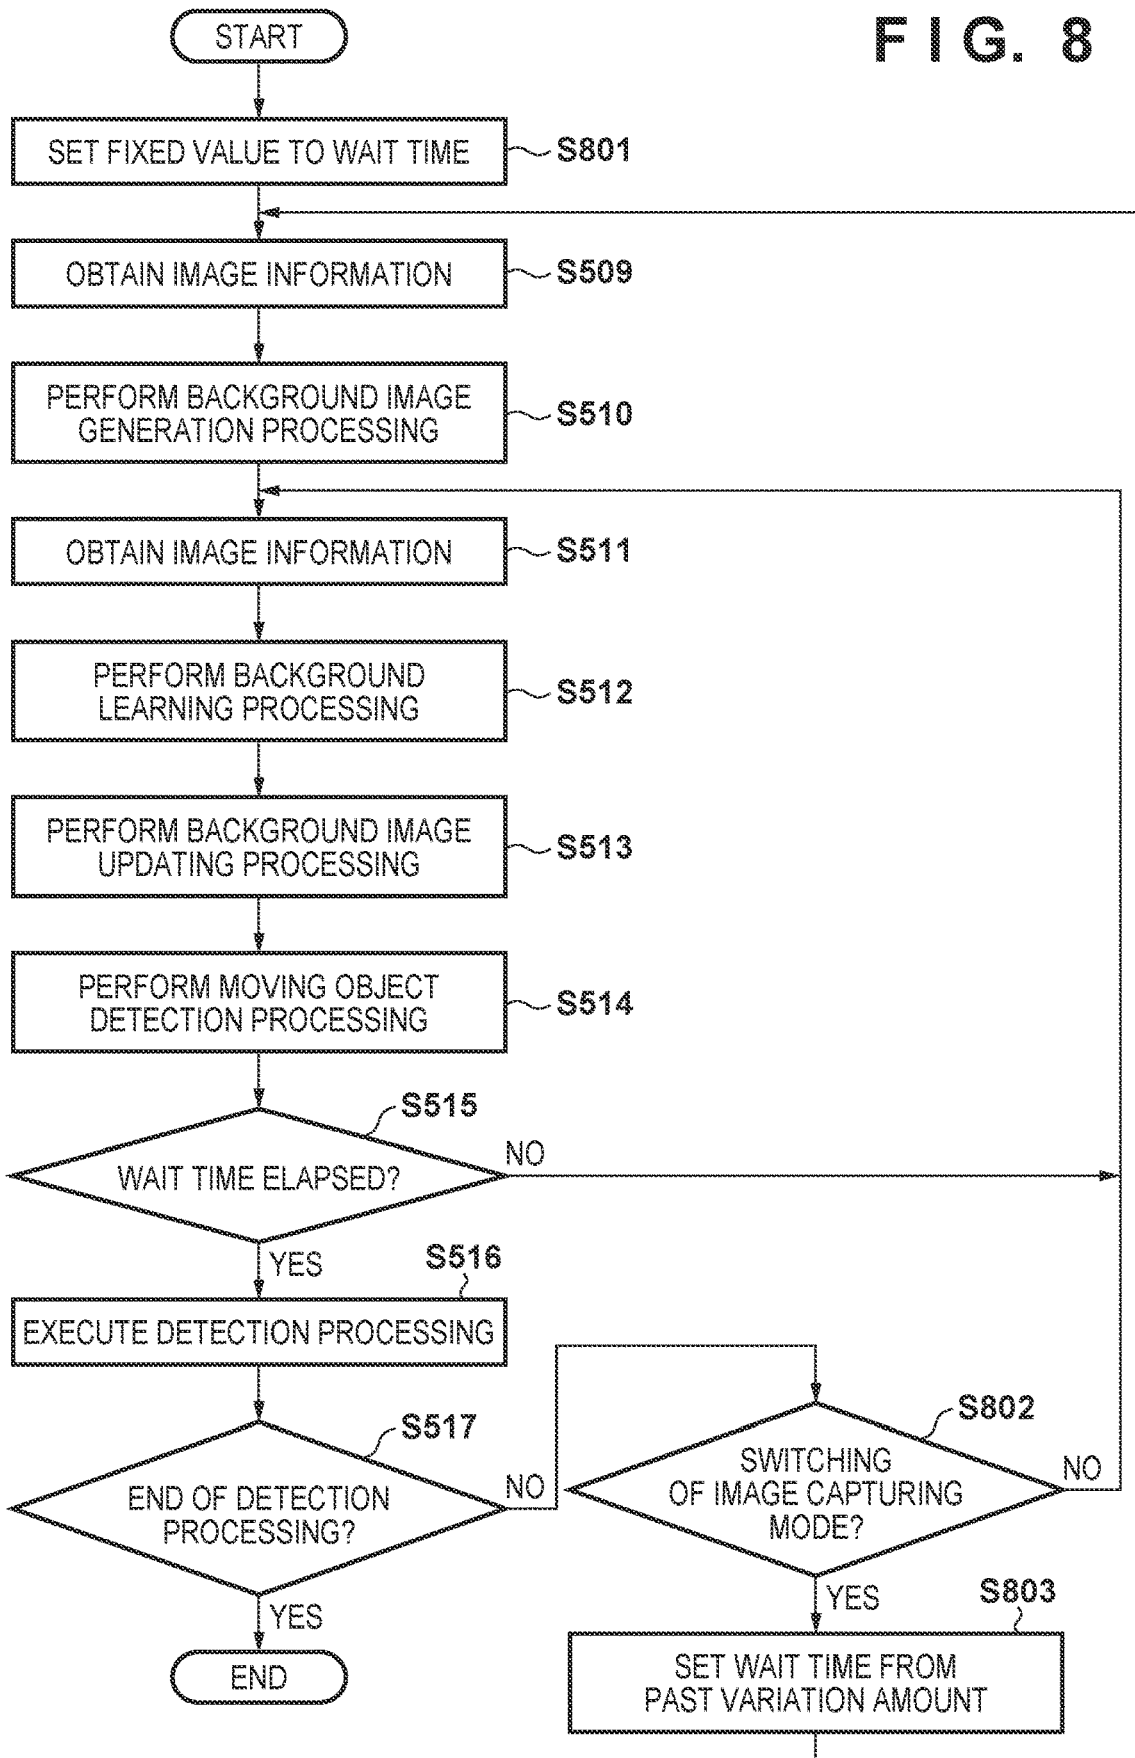 FIG. 8
START
SET FIXED VALUE TO WAIT TIME
S801
OBTAIN IMAGE INFORMATION
S509
PERFORM BACKGROUND IMAGE
GENERATION PROCESSING
S510
OBTAIN IMAGE INFORMATION
S511
PERFORM BACKGROUND
LEARNING PROCESSING
S512
PERFORM BACKGROUND IMAGE
UPDATING PROCESSING
S513
PERFORM MOVING OBJECT
DETECTION PROCESSING
S514
S515
WAIT TIME ELAPSED?
NO
YES
S516
EXECUTE DETECTION PROCESSING
S517
END OF DETECTION
PROCESSING?
NO
YES
END
S802
SWITCHING
OF IMAGE CAPTURING
MODE?
NO
YES
S803
SET WAIT TIME FROM
PAST VARIATION AMOUNT